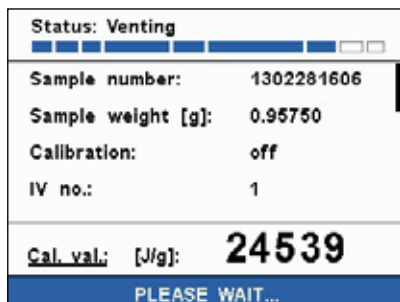 Status: Venting
Sample number: 1302281606
Sample weight [g]: 0.95750
Calibration: off
IV no.: 1
Cal. val.: [J/g]: 24539
PLEASE WAIT...